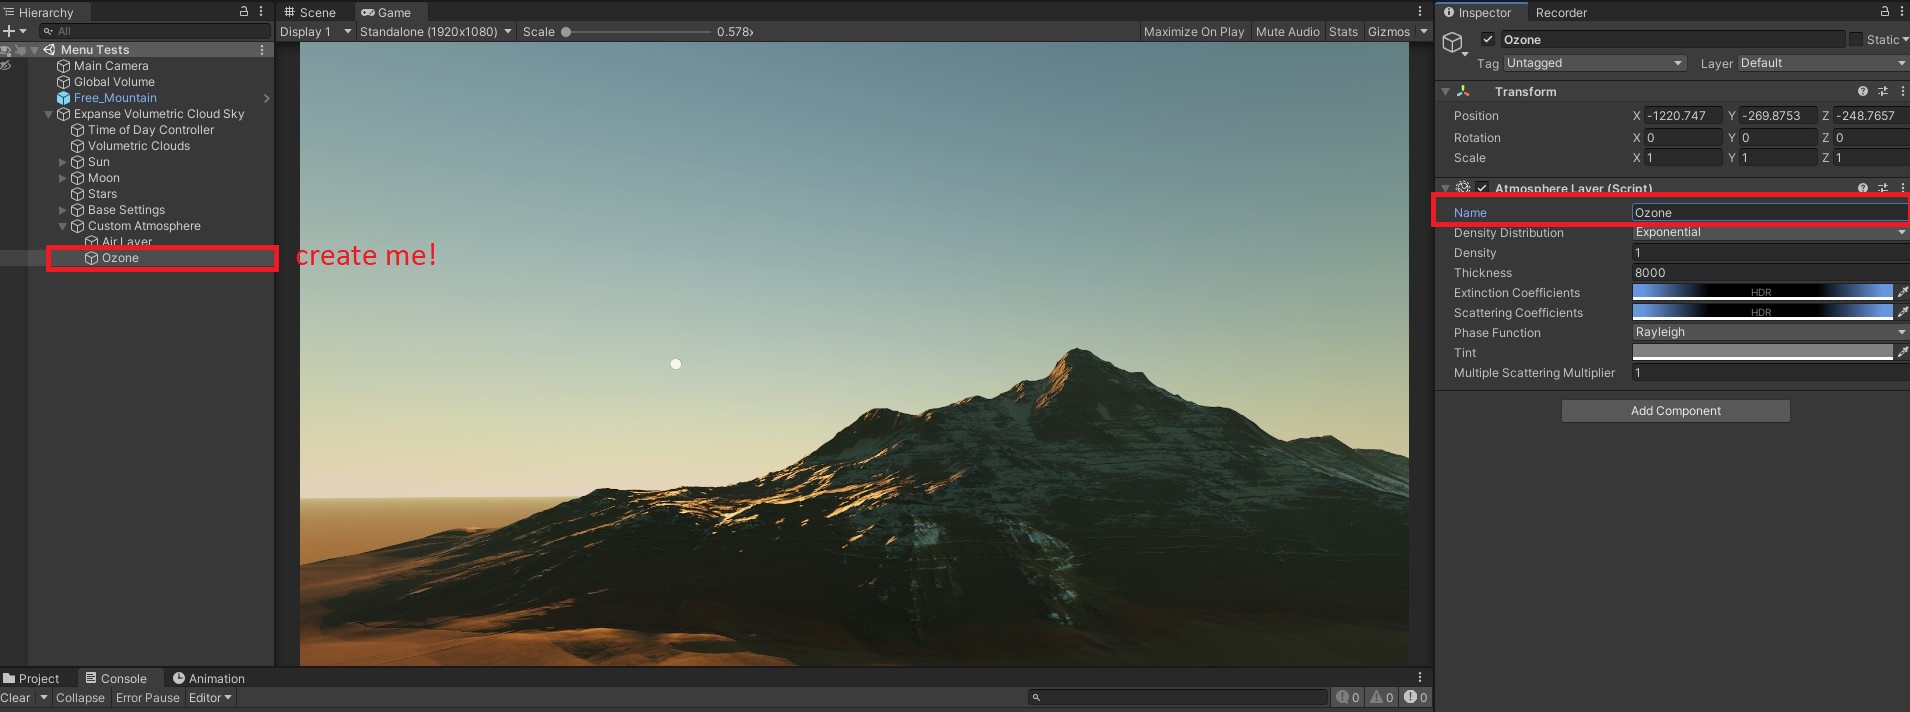 Hierarchy
All
Menu Tests
Main Camera
Global Volume
Free_Mountain
Expanse Volumetric Cloud Sky
Time of Day Controller
Volumetric Clouds
Sun
Moon
Stars
Base Settings
Custom Atmosphere
Air Layer
Ozone
create me!
Scene Game
Display 1 Standalone (1920x1080) Scale 0.578x Maximize On Play Mute Audio Stats Gizmos
Inspector Recorder
Ozone Static
Tag Untagged Layer Default
Transform
Position X -1220.747 Y -269.8753 Z -248.7657
Rotation X 0 Y 0 Z 0
Scale X 1 Y 1 Z 1
Atmosphere Layer (Script)
Name Ozone
Density Distribution Exponential
Density 1
Thickness 8000
Extinction Coefficients HDR
Scattering Coefficients HDR
Phase Function Rayleigh
Tint
Multiple Scattering Multiplier 1
Add Component
Project Console Animation
Clear Collapse Error Pause Editor 0 0 0